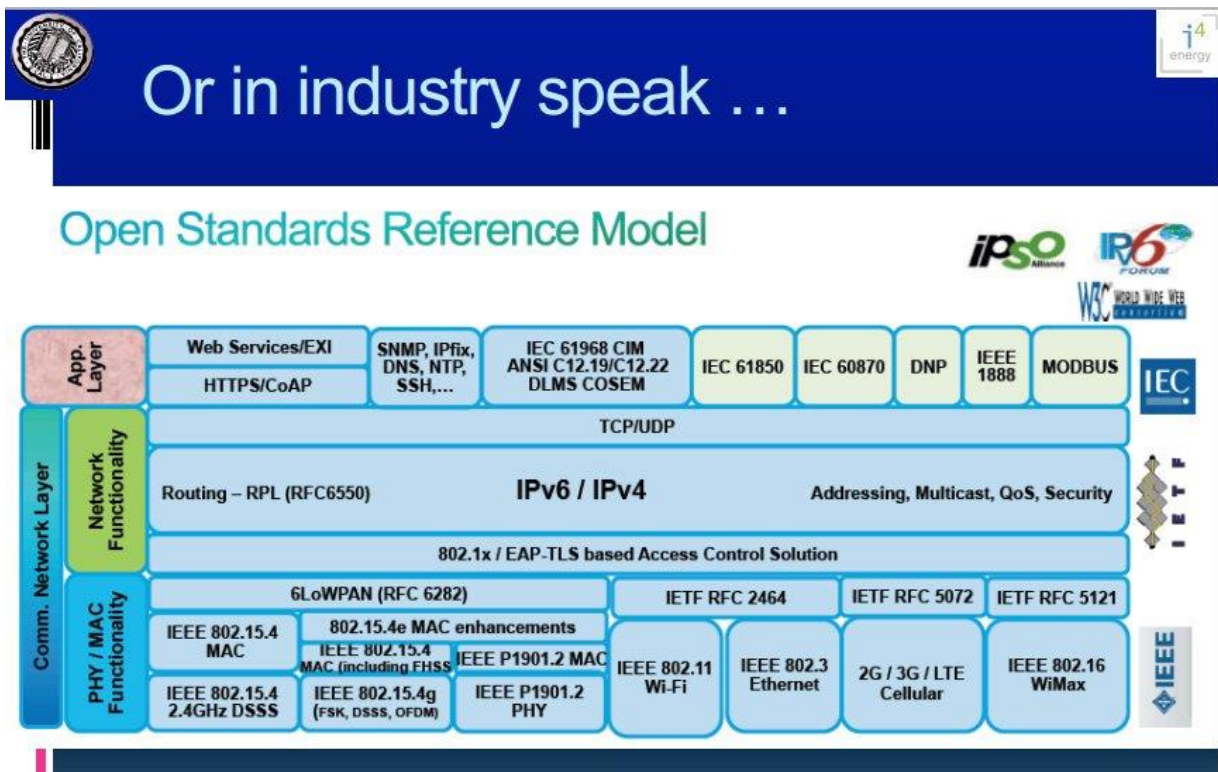 i4
energy
Or in industry speak …
Open Standards Reference Model
ipso
Alliance
IPv6
FORUM
W3C WORLD WIDE WEB
consortium
App.
Layer
Web Services/EXI
HTTPS/CoAP
SNMP, IPfix,
DNS, NTP,
SSH,...
IEC 61968 CIM
ANSI C12.19/C12.22
DLMS COSEM
IEC 61850
IEC 60870
DNP
IEEE
1888
MODBUS
IEC
Comm. Network Layer
Network
Functionality
TCP/UDP
Routing – RPL (RFC6550)
IPv6 / IPv4
Addressing, Multicast, QoS, Security
802.1x / EAP-TLS based Access Control Solution
IETF
PHY / MAC
Functionality
6LoWPAN (RFC 6282)
IETF RFC 2464
IETF RFC 5072
IETF RFC 5121
IEEE 802.15.4
MAC
802.15.4e MAC enhancements
IEEE 802.15.4
MAC (including FHSS
IEEE P1901.2 MAC
IEEE 802.15.4
2.4GHz DSSS
IEEE 802.15.4g
(FSK, DSSS, OFDM)
IEEE P1901.2
PHY
IEEE 802.11
Wi-Fi
IEEE 802.3
Ethernet
2G / 3G / LTE
Cellular
IEEE 802.16
WiMax
IEEE